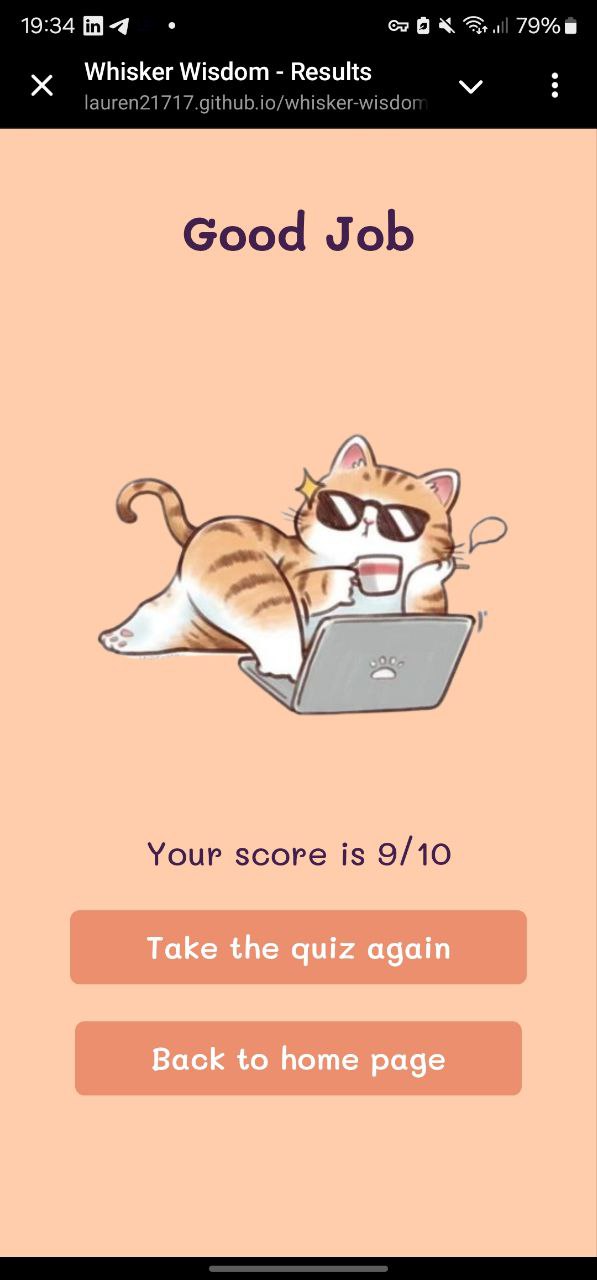 19:34 79%
Whisker Wisdom - Results
lauren21717.github.io/whisker-wisdom
Good Job
Your score is 9/10
Take the quiz again
Back to home page